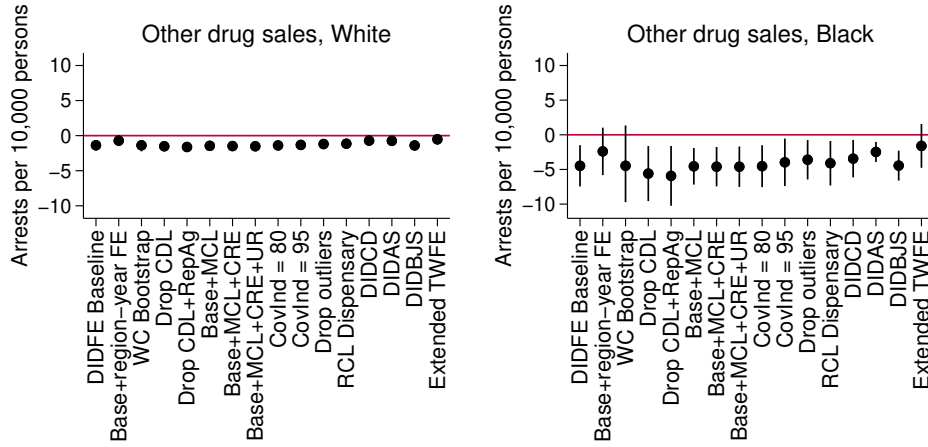 Other drug sales, White
Arrests per 10,000 persons
10
5
0
−5
−10
DIDFE Baseline
Base+region−year FE
WC Bootstrap
Drop CDL
Drop CDL+RepAg
Base+MCL
Base+MCL+CRE
Base+MCL+CRE+UR
CovInd = 80
CovInd = 95
Drop outliers
RCL Dispensary
DIDCD
DIDAS
DIDBJS
Extended TWFE
Other drug sales, Black
Arrests per 10,000 persons
10
5
0
−5
−10
DIDFE Baseline
Base+region−year FE
WC Bootstrap
Drop CDL
Drop CDL+RepAg
Base+MCL
Base+MCL+CRE
Base+MCL+CRE+UR
CovInd = 80
CovInd = 95
Drop outliers
RCL Dispensary
DIDCD
DIDAS
DIDBJS
Extended TWFE